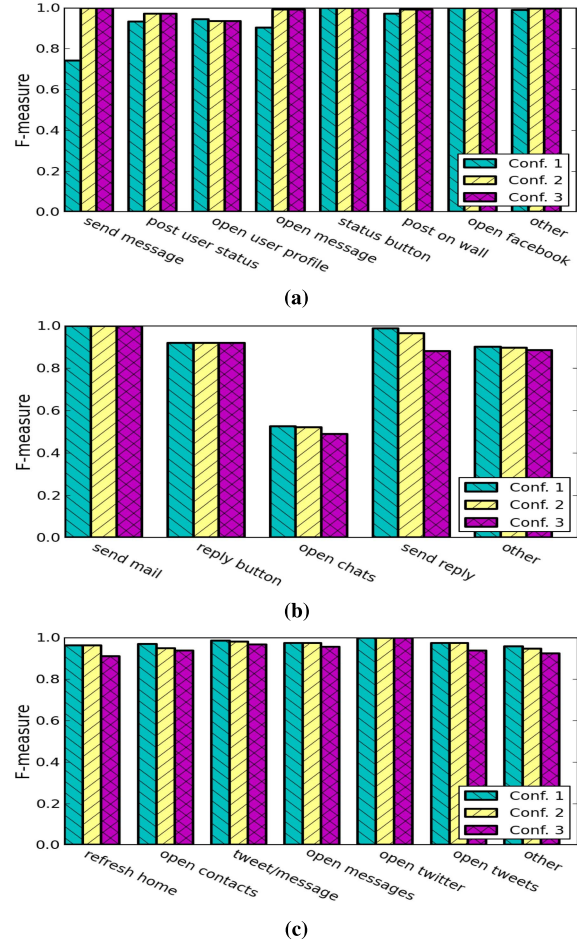 1.0
0.8
0.6
0.4
0.2
0.0
F-measure
Conf. 1
Conf. 2
Conf. 3
send message
post user status
open user profile
open message
status button
post on wall
open facebook
other
(a)
1.0
0.8
0.6
0.4
0.2
0.0
F-measure
Conf. 1
Conf. 2
Conf. 3
send mail
reply button
open chats
send reply
other
(b)
1.0
0.8
0.6
0.4
0.2
0.0
F-measure
Conf. 1
Conf. 2
Conf. 3
refresh home
open contacts
tweet/message
open messages
open twitter
open tweets
other
(c)